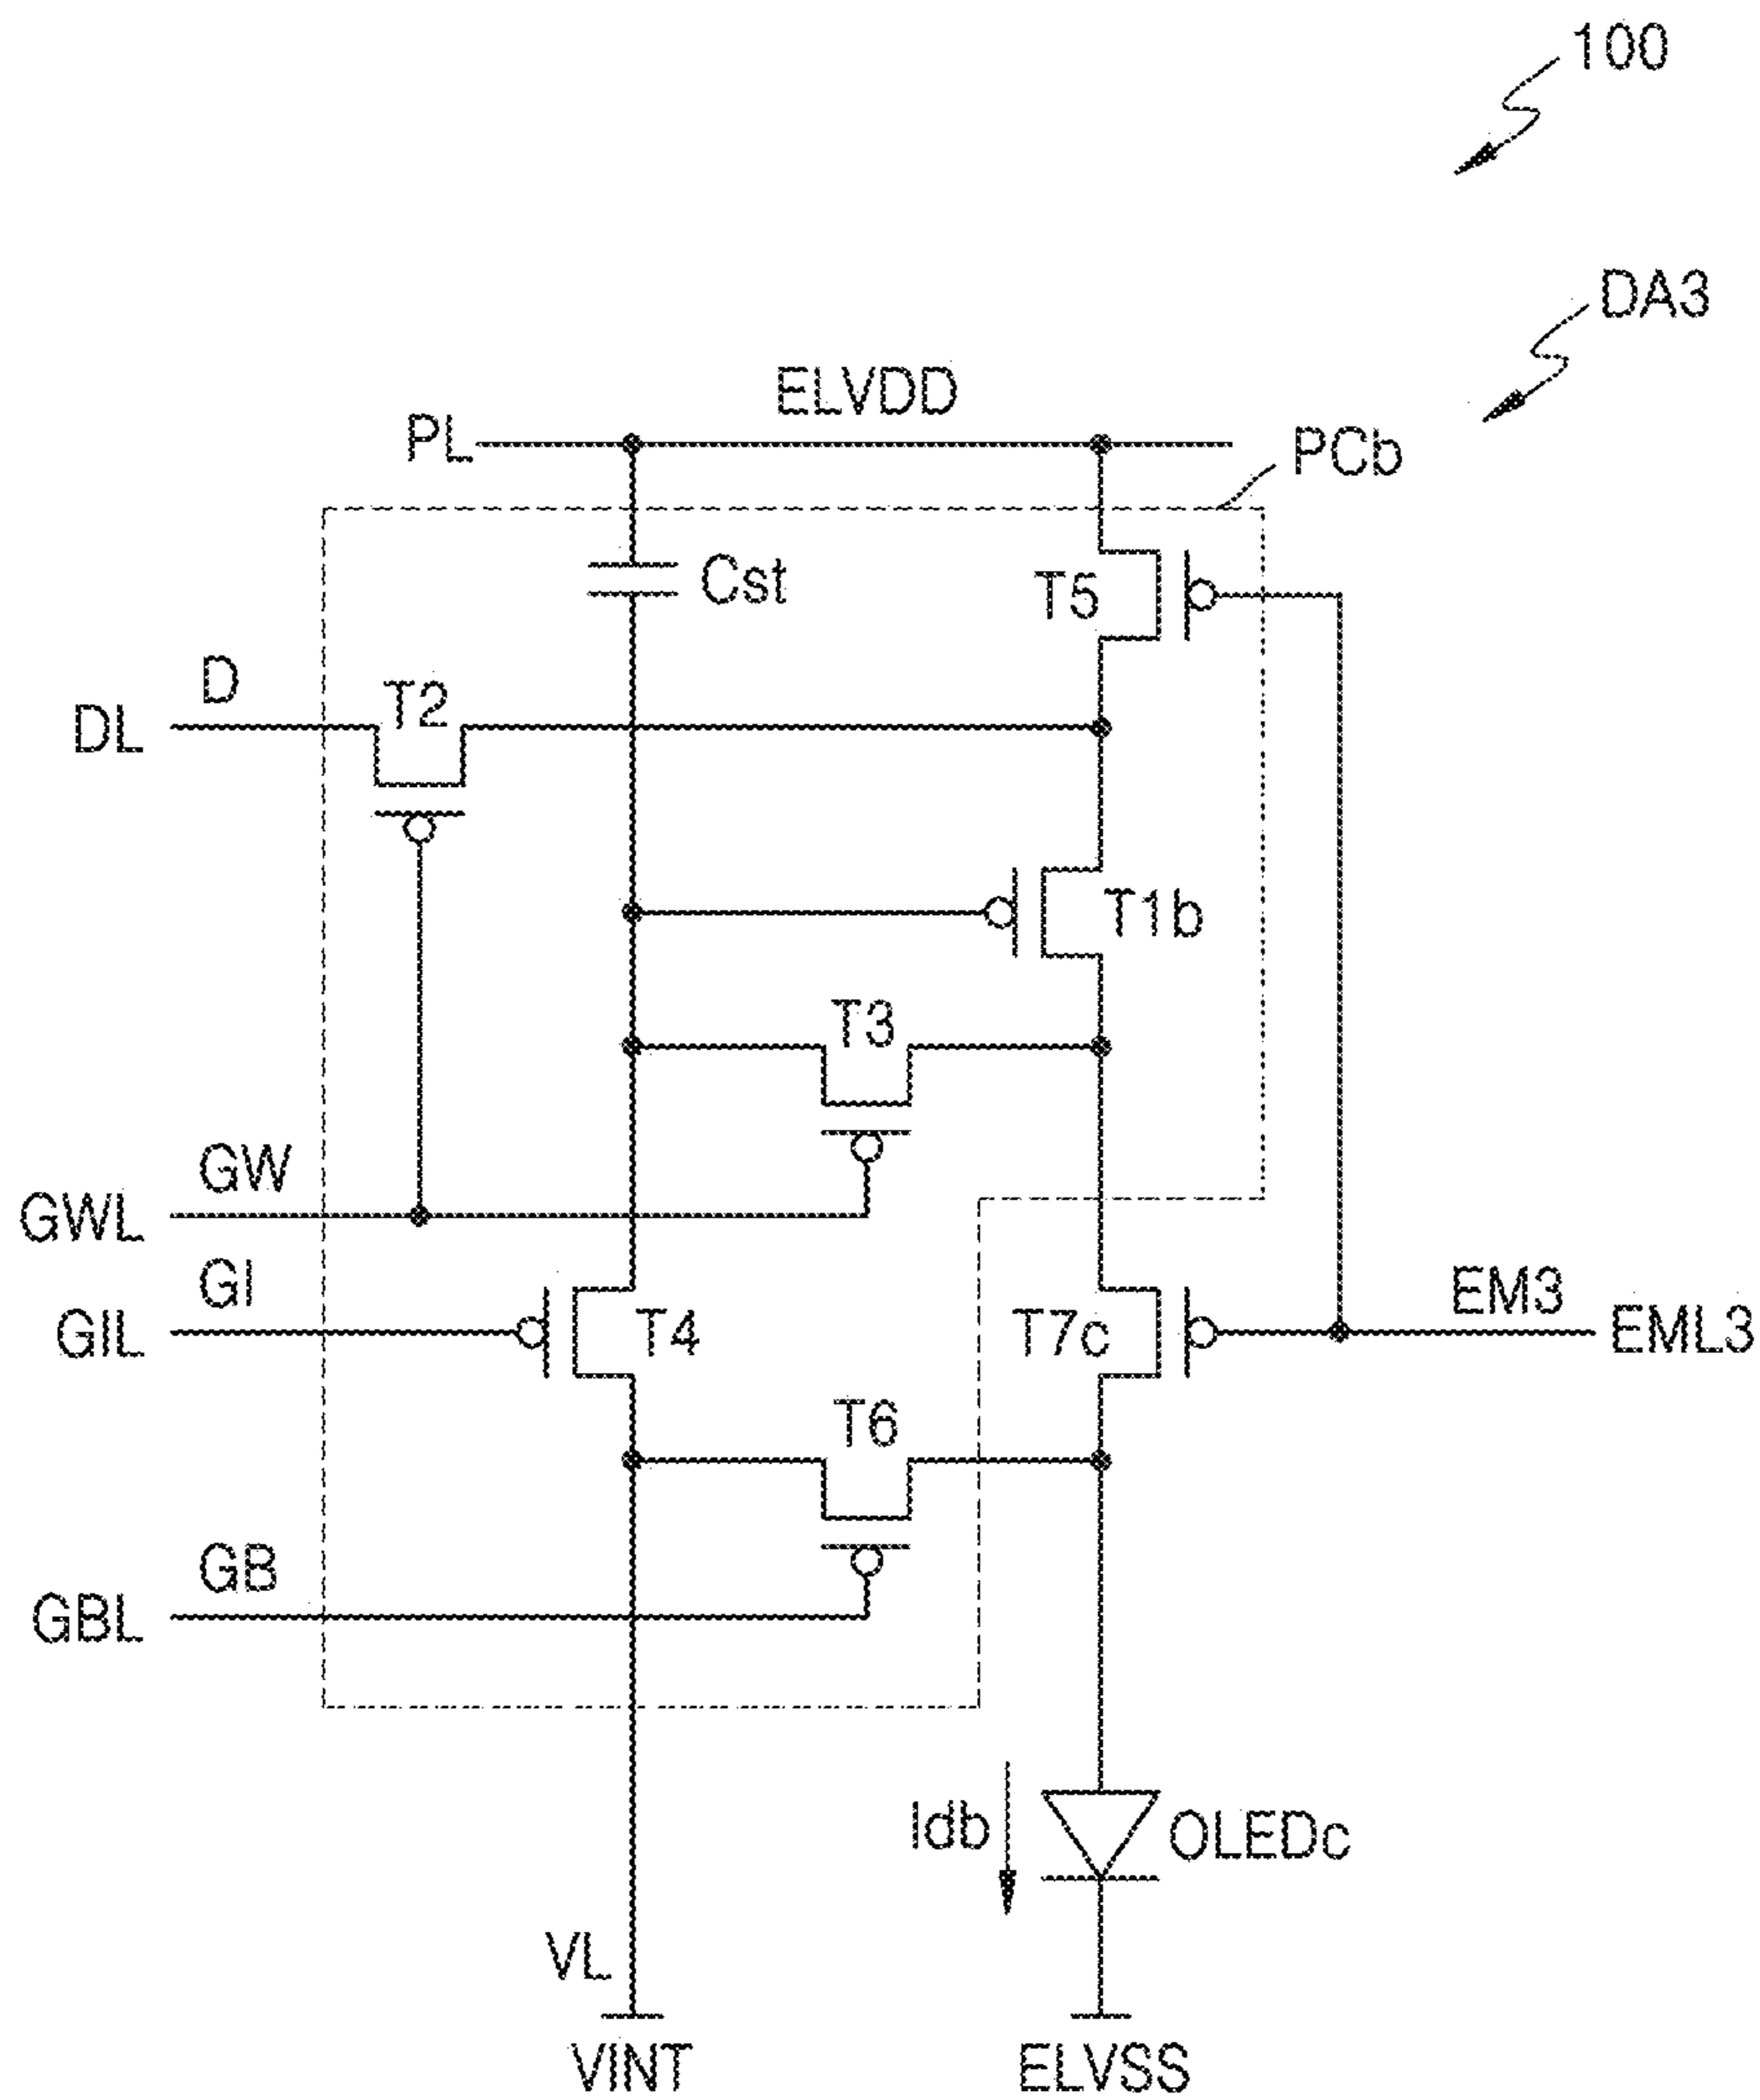 100
DA3
ELVDD
PL
PCb
Cst
T5
D
T2
DL
T1b
T3
GW
GWL
GI
GIL
T4
T7c
EM3
EML3
T6
GB
GBL
Idb
OLEDc
VL
VINT
ELVSS